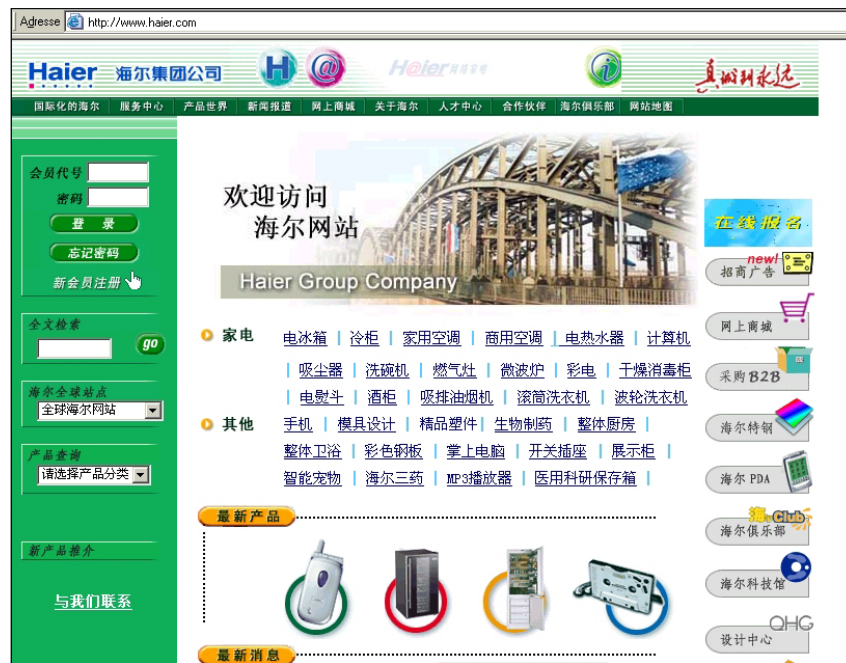 Adresse http://www.haier.com
Haier 海尔集团公司 H @ Haier 网络家电 i 真诚到永远
国际化的海尔 服务中心 产品世界 新闻报道 网上商城 关于海尔 人才中心 合作伙伴 海尔俱乐部 网站地图
会员代号
密码
登 录
忘记密码
新会员注册
全文检索
go
海尔全球站点
全球海尔网站
产品查询
请选择产品分类
新产品推介
与我们联系
欢迎访问
海尔网站
Haier Group Company
家电 电冰箱 | 冷柜 | 家用空调 | 商用空调 | 电热水器 | 计算机
| 吸尘器 | 洗碗机 | 燃气灶 | 微波炉 | 彩电 | 干燥消毒柜
| 电熨斗 | 酒柜 | 吸排油烟机 | 滚筒洗衣机 | 波轮洗衣机
其他 手机 | 模具设计 | 精品塑件 | 生物制药 | 整体厨房 |
整体卫浴 | 彩色钢板 | 掌上电脑 | 开关插座 | 展示柜 |
智能宠物 | 海尔三药 | MP3播放器 | 医用科研保存箱 |
最新产品
最新消息
在线报名
new!
招商广告
网上商城
采购B2B
海尔特钢
海尔 PDA
海尔Club
海尔俱乐部
海尔科技馆
QHG
设计中心